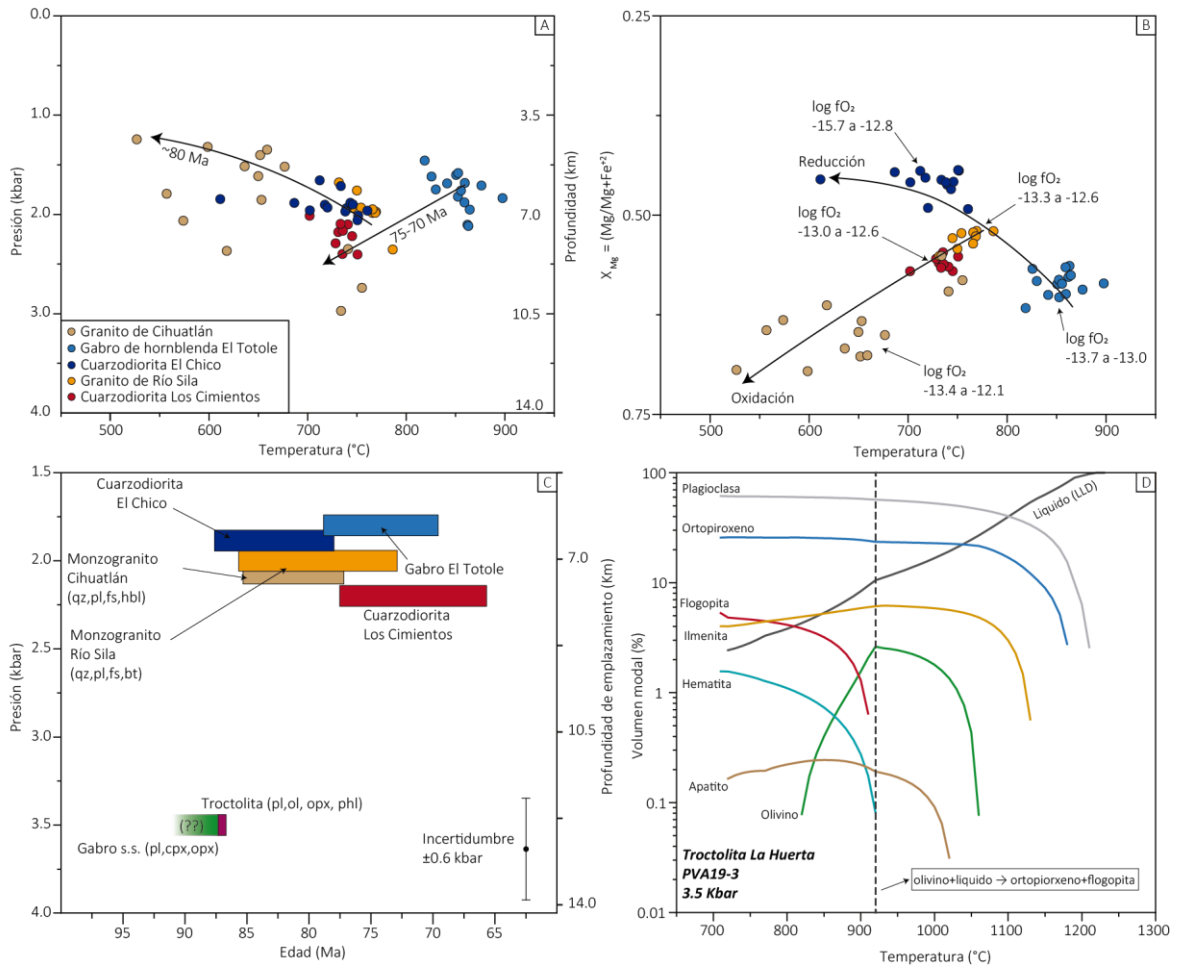 A
Presión (kbar)
0.0
1.0
2.0
3.0
4.0
3.5
7.0
10.5
14.0
Profundidad (km)
~80 Ma
75-70 Ma
Granito de Cihuatlán
Gabro de hornblenda El Totole
Cuarzodiorita El Chico
Granito de Río Sila
Cuarzodiorita Los Cimientos
500
600
700
800
900
Temperatura (°C)
B
X Mg = (Mg/Mg+Fe+2)
+0.25
0.50
0.75
log fO₂
-15.7 a -12.8
Reducción
log fO₂
-13.3 a -12.6
log fO₂
-13.0 a -12.6
log fO₂
-13.7 a -13.0
log fO₂
-13.4 a -12.1
Oxidación
500
600
700
800
900
Temperatura (°C)
C
Presión (kbar)
1.5
2.0
2.5
3.0
3.5
4.0
7.0
10.5
14.0
Profundidad de emplazamiento (Km)
Cuarzodiorita
El Chico
Monzogranito
Cihuatlán
(qz,pl,fs,hbl)
Monzogranito
Río Sila
(qz,pl,fs,bt)
Gabro El Totole
Cuarzodiorita
Los Cimientos
Troctolita (pl,ol, opx, phl)
(??)
Gabro s.s. (pl,cpx,opx)
Incertidumbre
±0.6 kbar
95
90
85
80
75
70
65
Edad (Ma)
D
Volumen modal (%)
100
10
1
0.1
0.01
Plagioclasa
Líquido (LLD)
Ortopiroxeno
Flogopita
Ilmenita
Hematita
Apatito
Olivino
Troctolita La Huerta
PVA19-3
3.5 Kbar
olivino+liquido → ortopiorxeno+flogopita
700
800
900
1000
1100
1200
1300
Temperatura (°C)